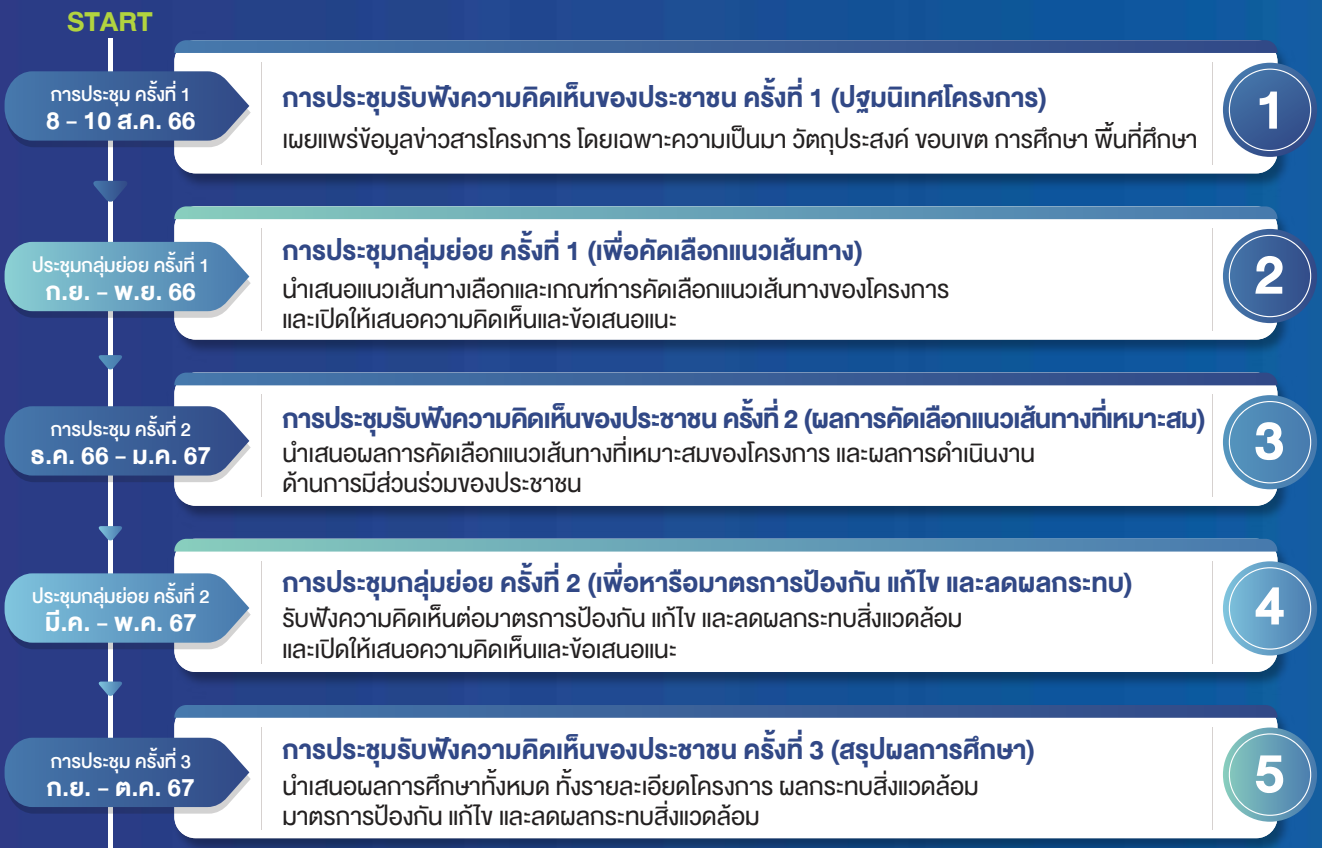 START
การประชุม ครั้งที่ 1
8 - 10 ส.ค. 66
การประชุมรับฟังความคิดเห็นของประชาชน ครั้งที่ 1 (ปฐมนิเทศโครงการ)
เผยแพร่ข้อมูลข่าวสารโครงการ โดยเฉพาะความเป็นมา วัตถุประสงค์ ขอบเขต การศึกษา พื้นที่ศึกษา
1
ประชุมกลุ่มย่อย ครั้งที่ 1
ก.ย. - พ.ย. 66
การประชุมกลุ่มย่อย ครั้งที่ 1 (เพื่อคัดเลือกแนวเส้นทาง)
นำเสนอแนวเส้นทางเลือกและเกณฑ์การคัดเลือกแนวเส้นทางของโครงการ
และเปิดให้เสนอความคิดเห็นและข้อเสนอแนะ
2
การประชุม ครั้งที่ 2
ธ.ค. 66 - ม.ค. 67
การประชุมรับฟังความคิดเห็นของประชาชน ครั้งที่ 2 (ผลการคัดเลือกแนวเส้นทางที่เหมาะสม)
นำเสนอผลการคัดเลือกแนวเส้นทางที่เหมาะสมของโครงการ และผลการดำเนินงาน
ด้านการมีส่วนร่วมของประชาชน
3
ประชุมกลุ่มย่อย ครั้งที่ 2
มี.ค. - พ.ค. 67
การประชุมกลุ่มย่อย ครั้งที่ 2 (เพื่อหารือมาตรการป้องกัน แก้ไข และลดผลกระทบ)
รับฟังความคิดเห็นต่อมาตรการป้องกัน แก้ไข และลดผลกระทบสิ่งแวดล้อม
และเปิดให้เสนอความคิดเห็นและข้อเสนอแนะ
4
การประชุม ครั้งที่ 3
ก.ย. - ต.ค. 67
การประชุมรับฟังความคิดเห็นของประชาชน ครั้งที่ 3 (สรุปผลการศึกษา)
นำเสนอผลการศึกษาทั้งหมด ทั้งรายละเอียดโครงการ ผลกระทบสิ่งแวดล้อม
มาตรการป้องกัน แก้ไข และลดผลกระทบสิ่งแวดล้อม
5